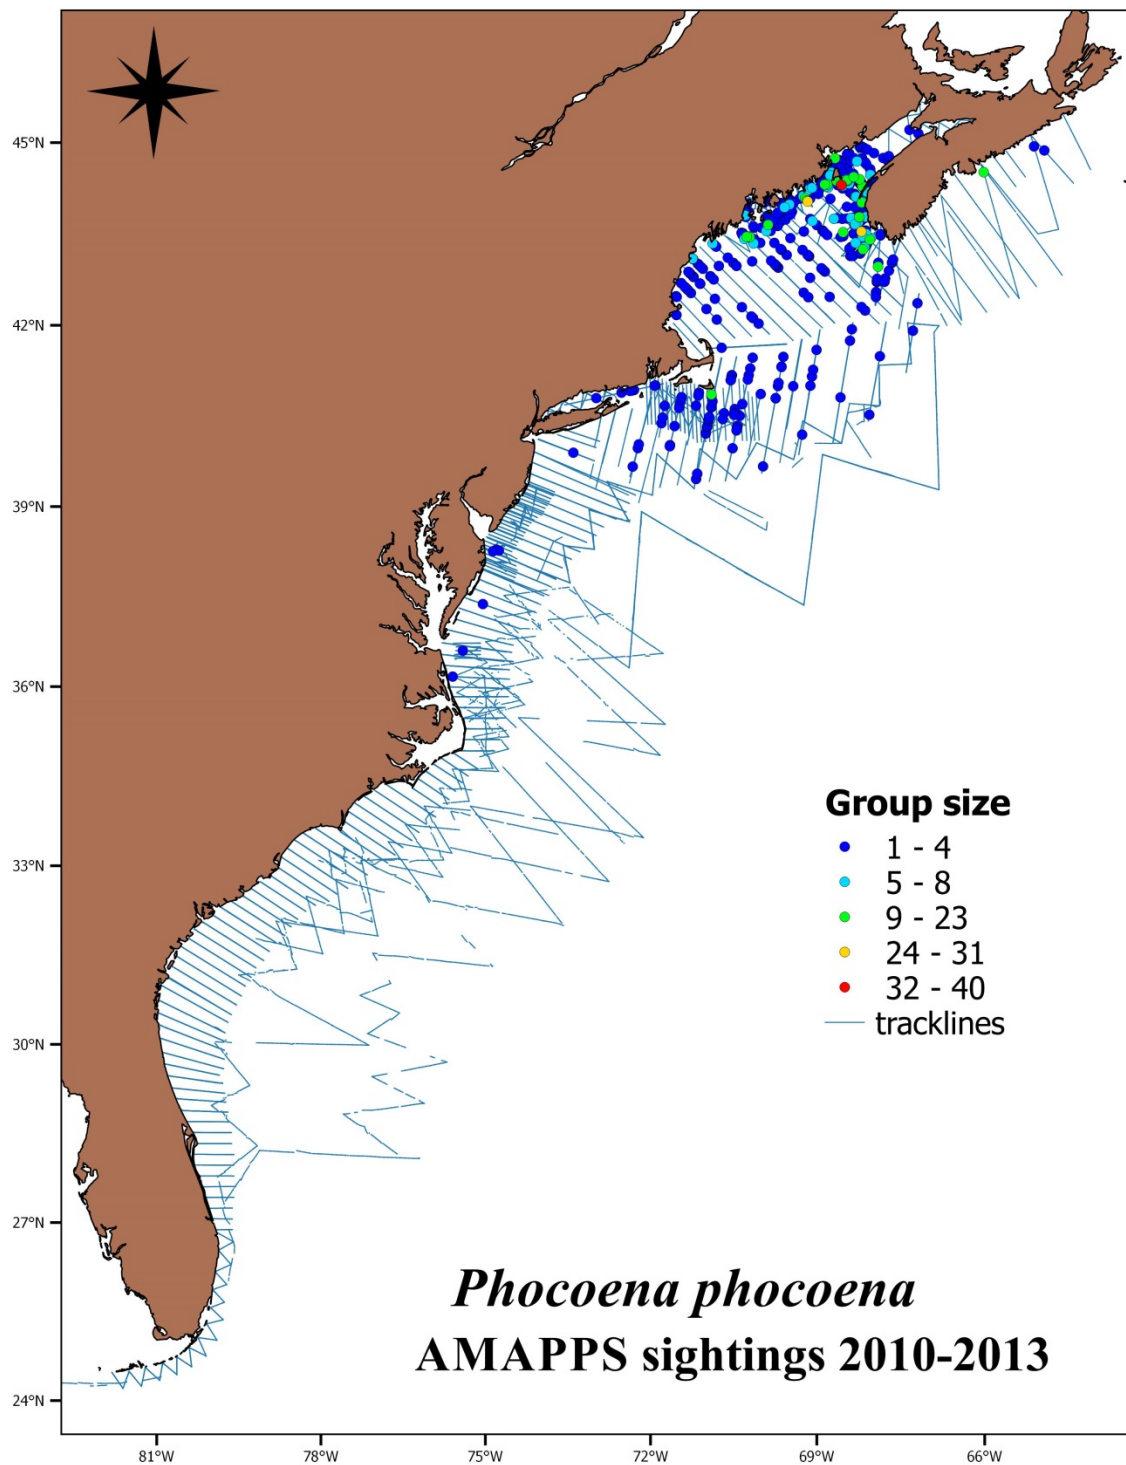 45°N
42°N
39°N
36°N
33°N
30°N
27°N
24°N
Group size
1 - 4
5 - 8
9 - 23
24 - 31
32 - 40
tracklines
Phocoena phocoena
AMAPPS sightings 2010-2013
81°W
78°W
75°W
72°W
69°W
66°W